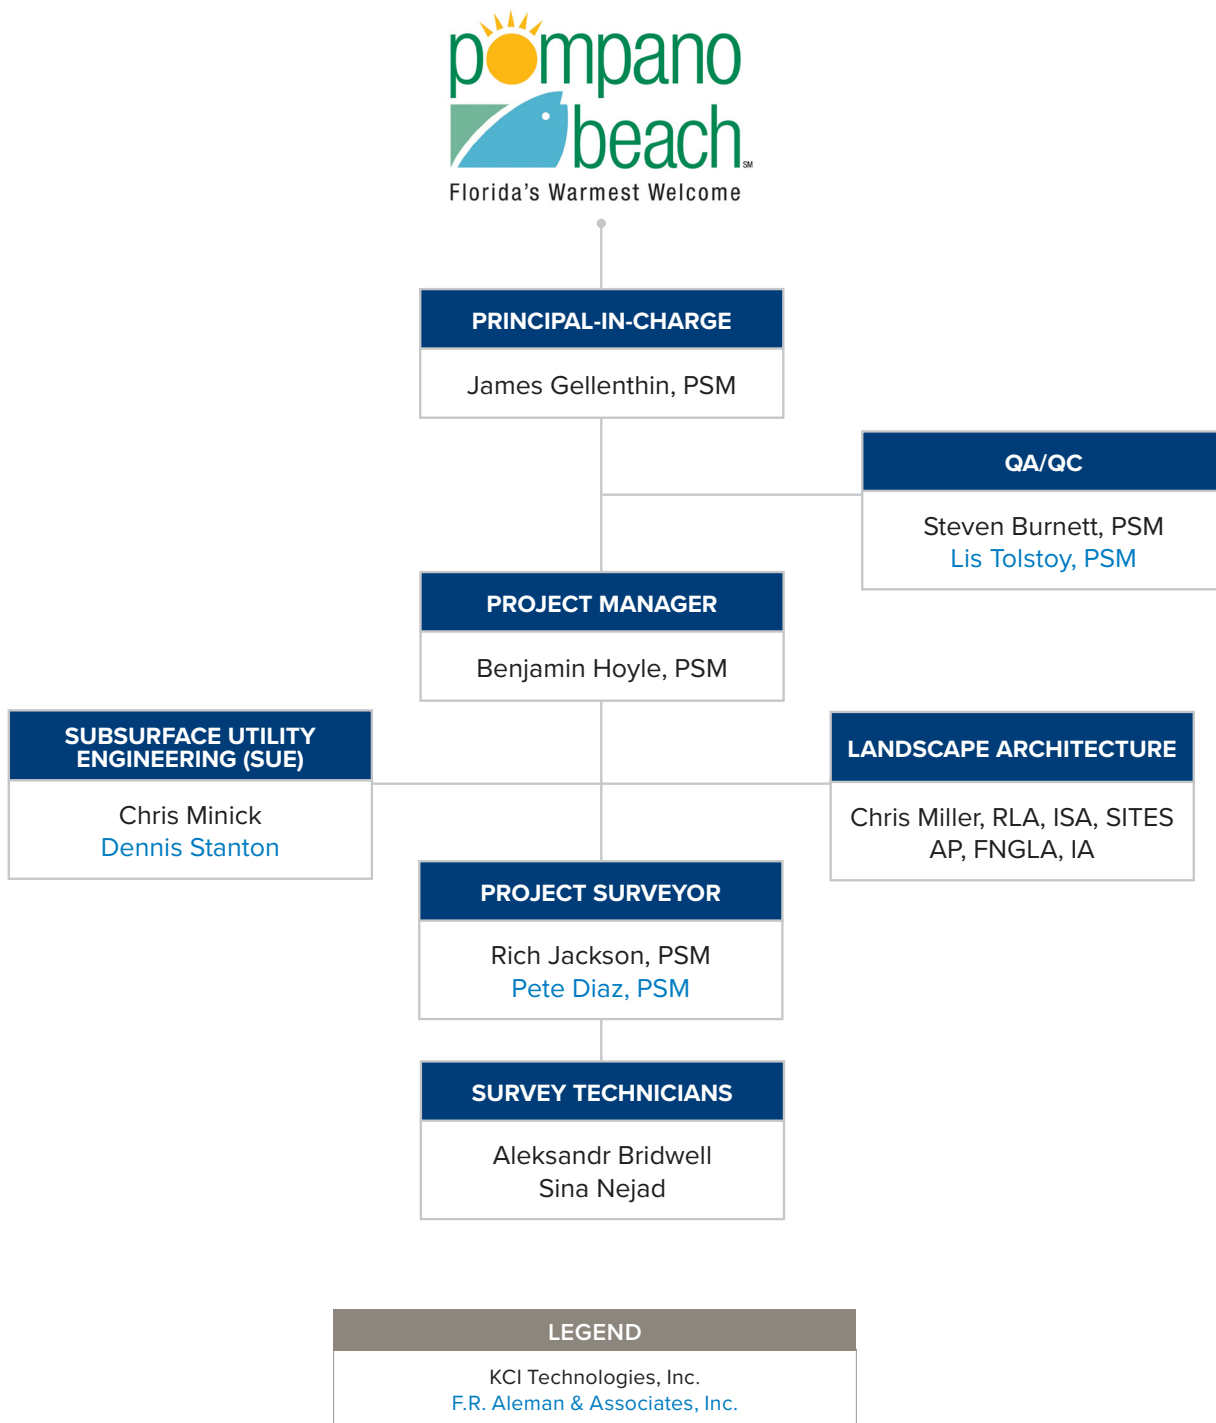 pompano
beach
SM
Florida's Warmest Welcome
PRINCIPAL-IN-CHARGE
James Gellenthin, PSM
QA/QC
Steven Burnett, PSM
Lis Tolstoy, PSM
PROJECT MANAGER
Benjamin Hoyle, PSM
SUBSURFACE UTILITY
ENGINEERING (SUE)
Chris Minick
Dennis Stanton
LANDSCAPE ARCHITECTURE
Chris Miller, RLA, ISA, SITES
AP, FNGLA, IA
PROJECT SURVEYOR
Rich Jackson, PSM
Pete Diaz, PSM
SURVEY TECHNICIANS
Aleksandr Bridwell
Sina Nejad
LEGEND
KCI Technologies, Inc.
F.R. Aleman & Associates, Inc.